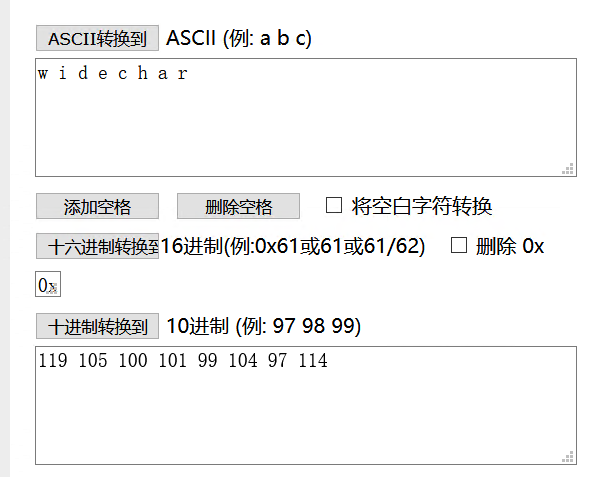 ASCII转换到 ASCII (例: a b c)
w i d e c h a r
添加空格 删除空格 将空白字符转换
十六进制转换到 16进制(例:0x61或61或61/62) 删除 0x
0x
十进制转换到 10进制 (例: 97 98 99)
119 105 100 101 99 104 97 114